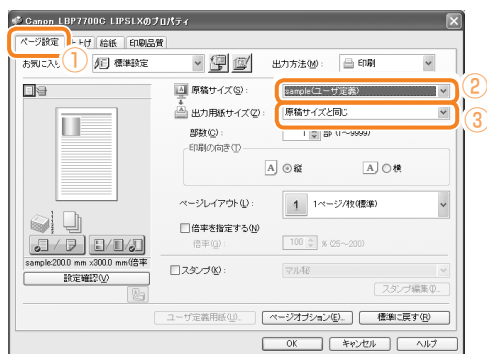 Canon LBP7700C LIPSLXのプロパティ
ページ設定 上げ 給紙 印刷品質
①
お気に入り 標準設定 出力方法(M): 印刷
原稿サイズ(S): sample(ユーザ定義) ②
出力用紙サイズ(Z): 原稿サイズと同じ ③
部数(C): 1 部 (1～9999)
印刷の向き(T)
A 縦 A 横
ページレイアウト(L): 1 1ページ/枚(標準)
倍率を指定する(N)
倍率(G): 100 % (25～200)
sample:200.0 mm ×300.0 mm(倍率
スタンプ(K): マル秘
設定確認(V) スタンプ編集(
ユーザ定義用紙(U)... ページオプション(E)... 標準に戻す(R)
OK キャンセル ヘルプ